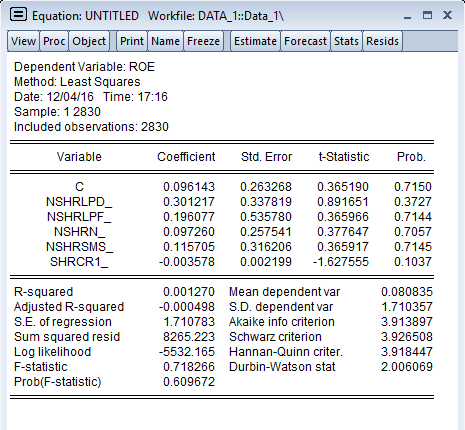 Equation: UNTITLED Workfile: DATA_1::Data_1\
View Proc Object Print Name Freeze Estimate Forecast Stats Resids
Dependent Variable: ROE
Method: Least Squares
Date: 12/04/16 Time: 17:16
Sample: 1 2830
Included observations: 2830
Variable Coefficient Std. Error t-Statistic Prob.
C 0.096143 0.263268 0.365190 0.7150
NSHRLPD_ 0.301217 0.337819 0.891651 0.3727
NSHRLPF_ 0.196077 0.535780 0.365966 0.7144
NSHRN_ 0.097260 0.257541 0.377647 0.7057
NSHRSMS_ 0.115705 0.316206 0.365917 0.7145
SHRCR1_ -0.003578 0.002199 -1.627555 0.1037
R-squared 0.001270 Mean dependent var 0.080835
Adjusted R-squared -0.000498 S.D. dependent var 1.710357
S.E. of regression 1.710783 Akaike info criterion 3.913897
Sum squared resid 8265.223 Schwarz criterion 3.926508
Log likelihood -5532.165 Hannan-Quinn criter. 3.918447
F-statistic 0.718266 Durbin-Watson stat 2.006069
Prob(F-statistic) 0.609672